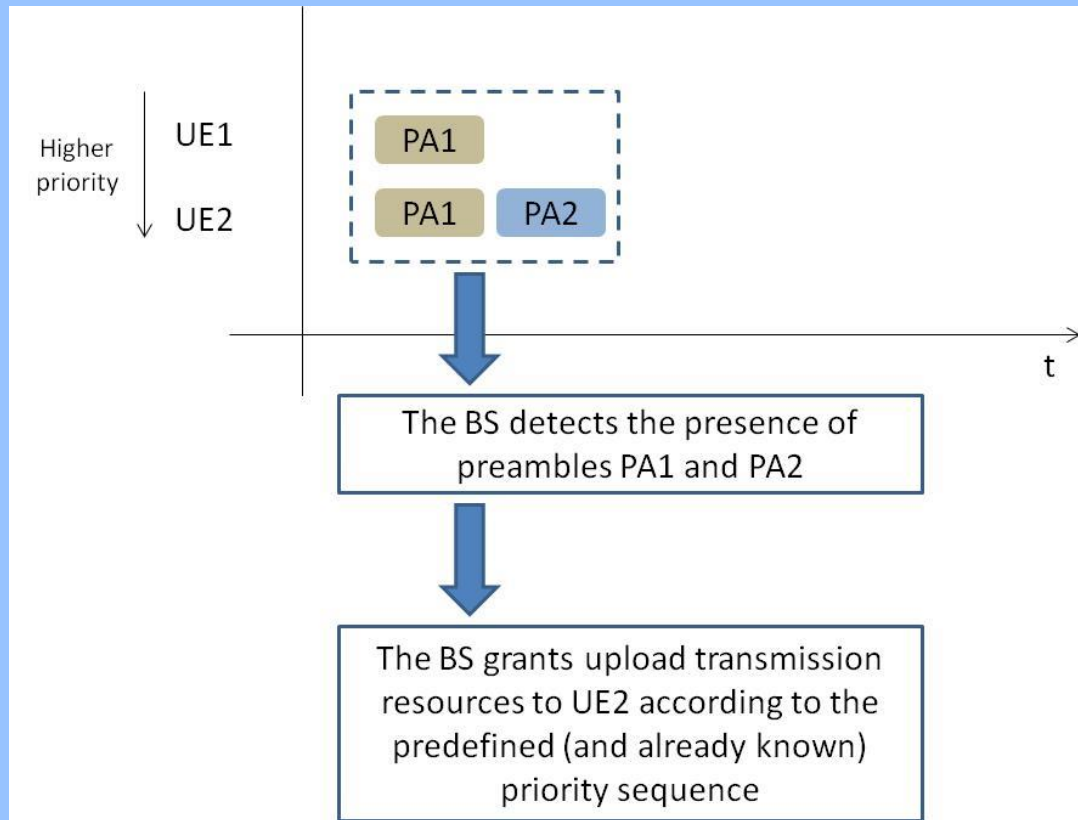 Higher
priority
UE1
UE2
PA1
PA1 PA2
t
The BS detects the presence of
preambles PA1 and PA2
The BS grants upload transmission
resources to UE2 according to the
predefined (and already known)
priority sequence